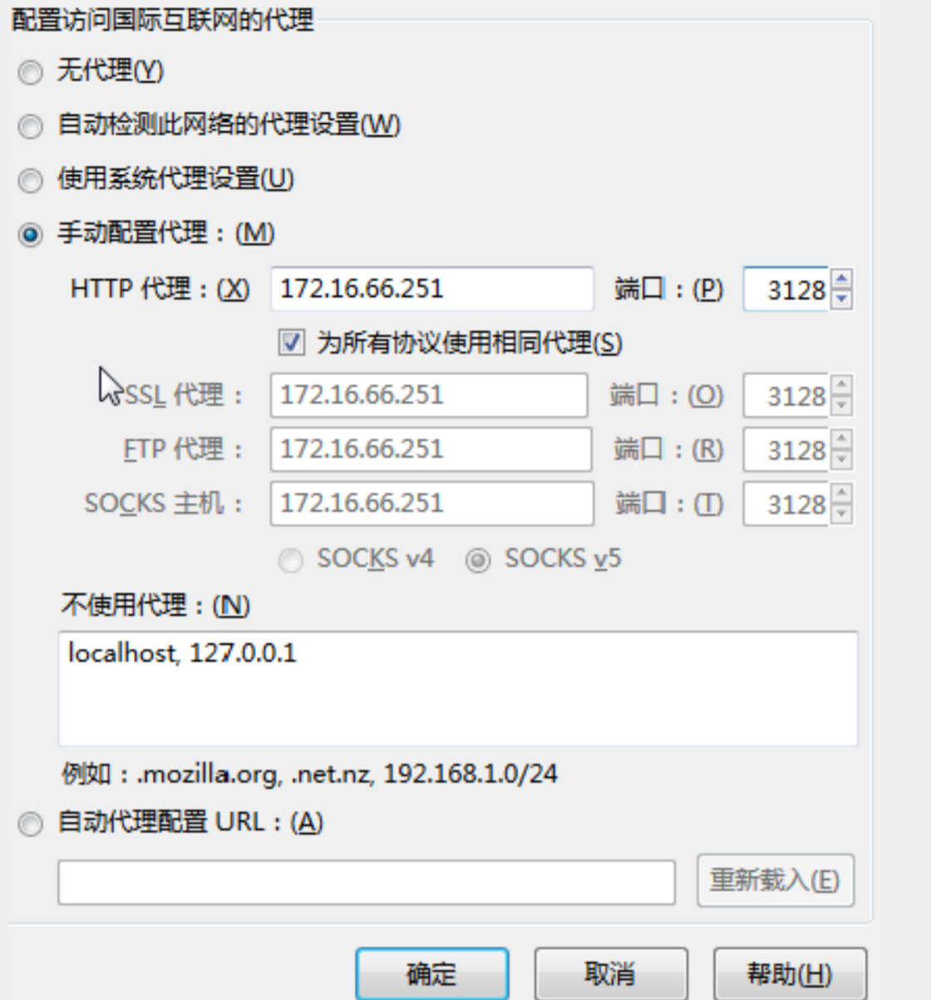 配置访问国际互联网的代理
无代理(Y)
自动检测此网络的代理设置(W)
使用系统代理设置(U)
手动配置代理：(M)
HTTP 代理：(X) 172.16.66.251 端口：(P) 3128
为所有协议使用相同代理(S)
SSL 代理： 172.16.66.251 端口：(O) 3128
FTP 代理： 172.16.66.251 端口：(R) 3128
SOCKS 主机： 172.16.66.251 端口：(T) 3128
SOCKS v4 SOCKS v5
不使用代理：(N)
localhost, 127.0.0.1
例如：.mozilla.org, .net.nz, 192.168.1.0/24
自动代理配置 URL：(A)
重新载入(E)
确定 取消 帮助(H)